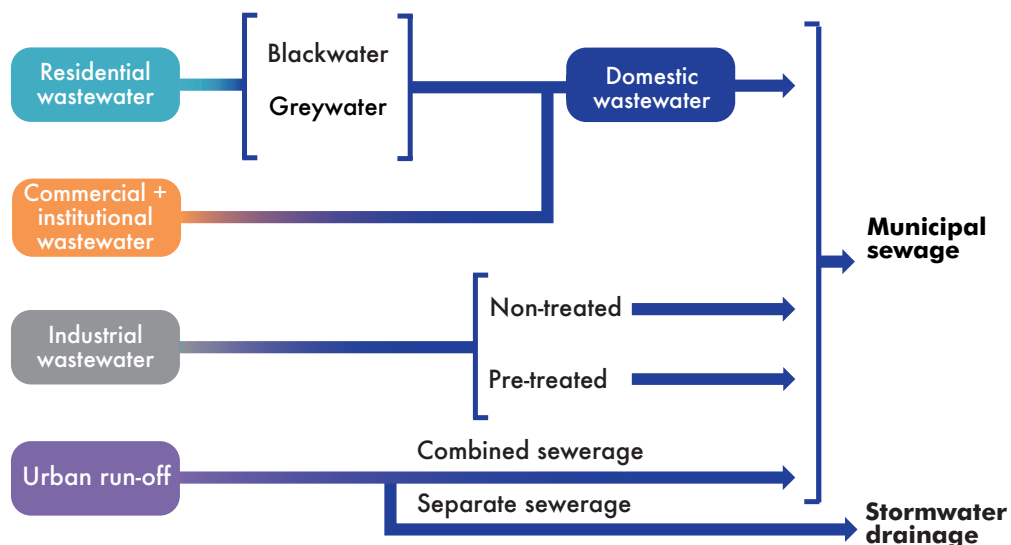 Residential
wastewater
Blackwater
Greywater
Domestic
wastewater
Commercial +
institutional
wastewater
Municipal
sewage
Industrial
wastewater
Non-treated
Pre-treated
Urban run-off
Combined sewerage
Separate sewerage
Stormwater
drainage